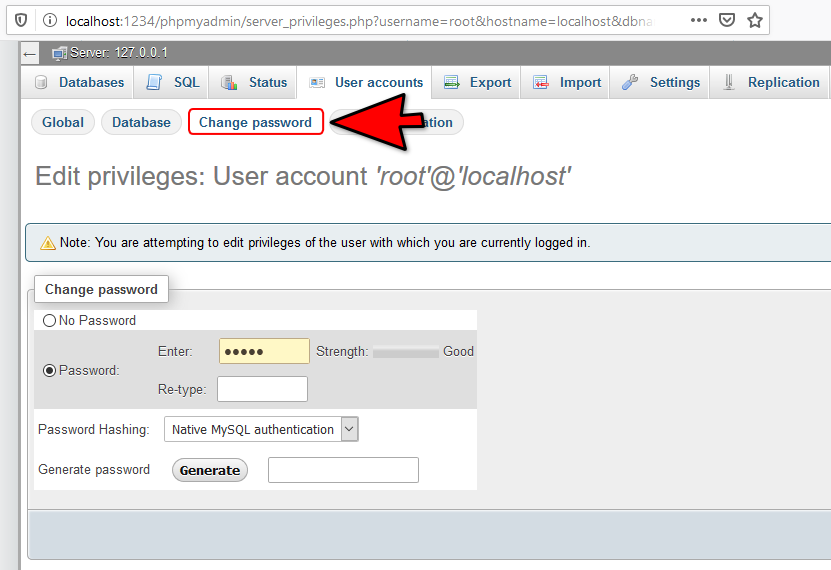 localhost:1234/phpmyadmin/server_privileges.php?username=root&hostname=localhost&dbna
Server: 127.0.0.1
Databases SQL Status User accounts Export Import Settings Replication
Global Database Change password
Edit privileges: User account 'root'@'localhost'
Note: You are attempting to edit privileges of the user with which you are currently logged in.
Change password
No Password
Enter: ●●●●● Strength: Good
Password:
Re-type:
Password Hashing: Native MySQL authentication
Generate password Generate